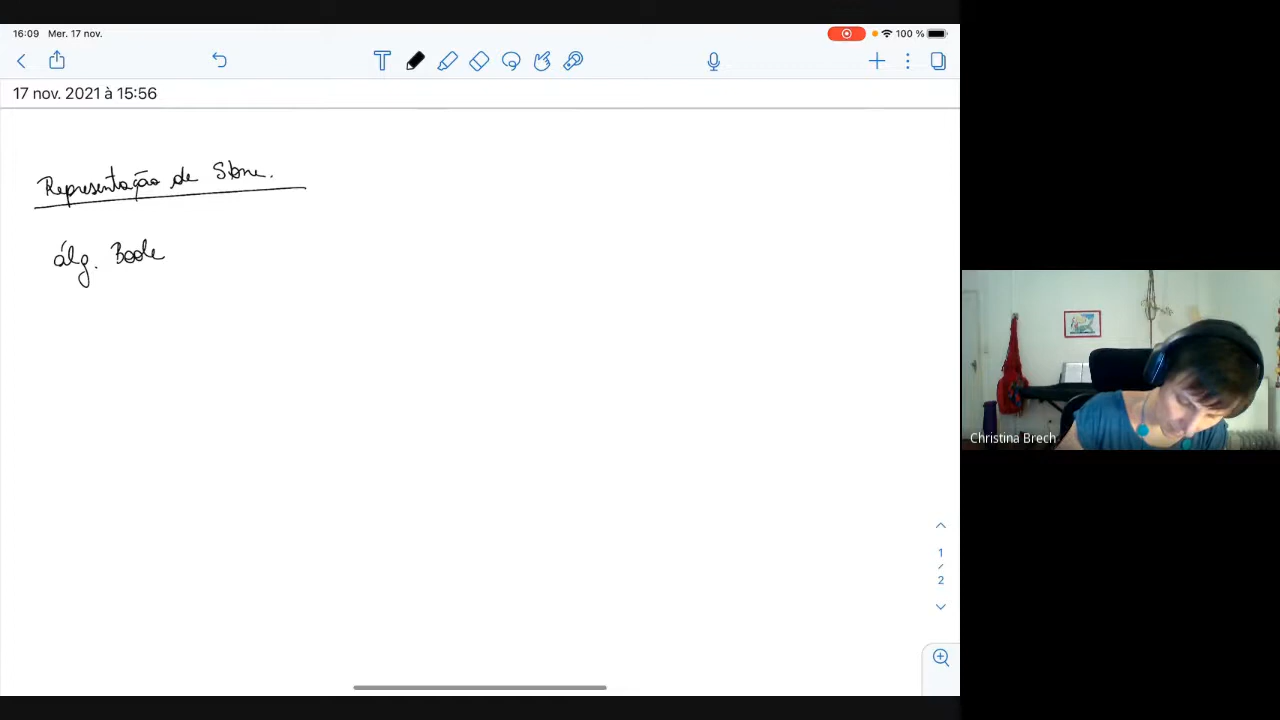 16:09 Mer. 17 nov.
100 %
17 nov. 2021 à 15:56
Representação de Stone.
álg. Boole
Christina Brech
1
/
2